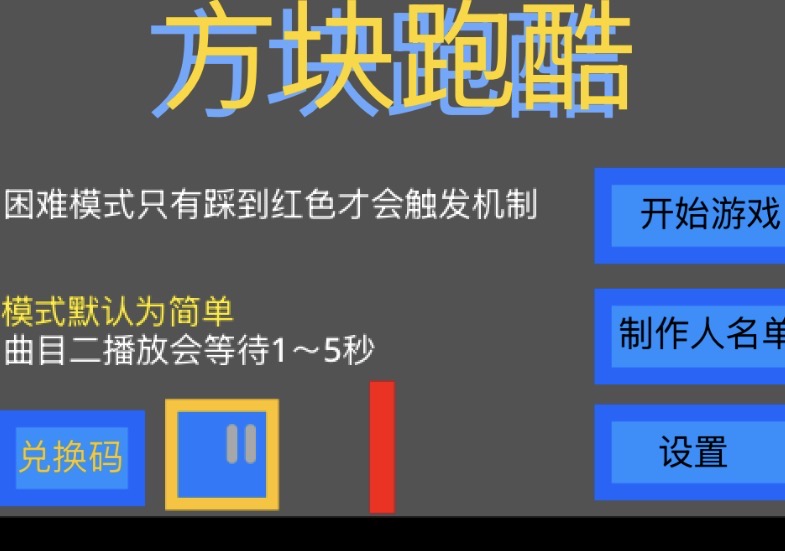 方块跑酷
困难模式只有踩到红色才会触发机制
开始游戏
模式默认为简单
曲目二播放会等待1～5秒
制作人名单
兑换码
设置